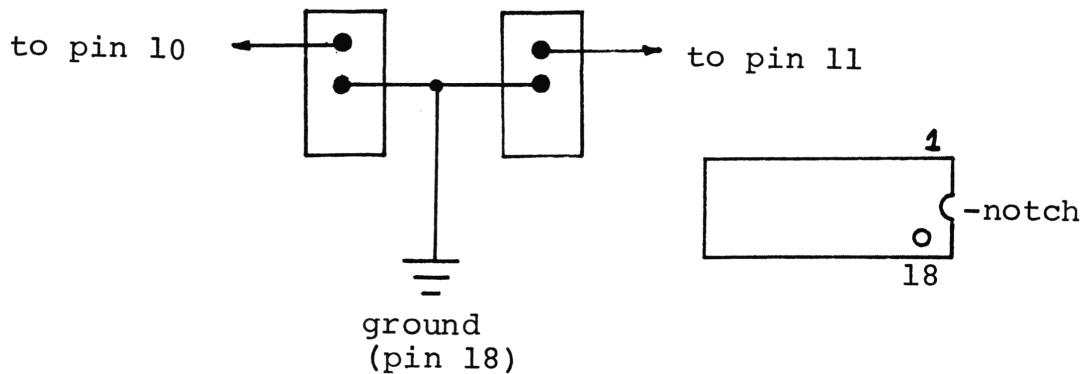 to pin 10
to pin 11
1
-notch
18
ground
(pin 18)